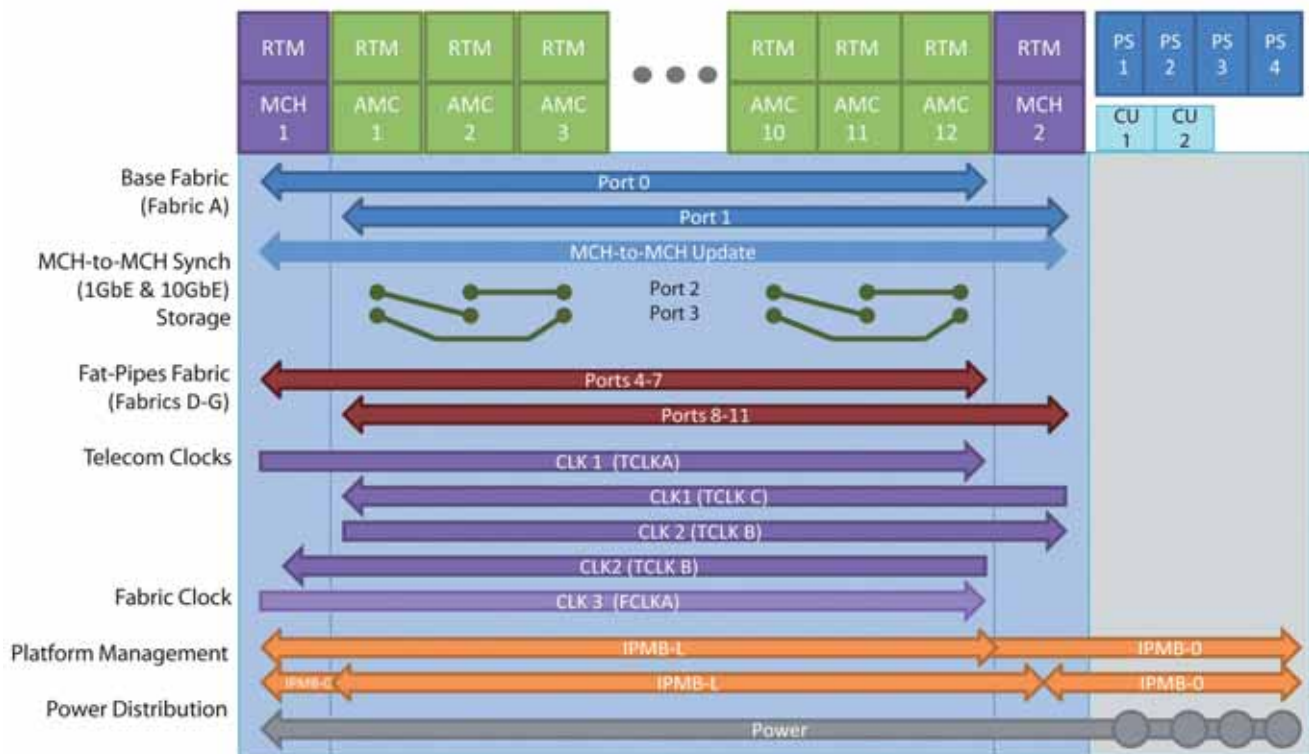 RTM RTM RTM RTM RTM RTM RTM RTM PS PS PS PS
1 2 3 4
MCH AMC AMC AMC AMC AMC AMC MCH CU CU
1 1 2 3 10 11 12 2 1 2
Base Fabric
(Fabric A)
Port 0
Port 1
MCH-to-MCH Update
MCH-to-MCH Synch
(1GbE & 10GbE)
Storage
Port 2
Port 3
Fat-Pipes Fabric
(Fabrics D-G)
Ports 4-7
Ports 8-11
Telecom Clocks
CLK 1 (TCLKA)
CLK1 (TCLK C)
CLK 2 (TCLK B)
CLK2 (TCLK B)
Fabric Clock
CLK 3 (FCLKA)
Platform Management
IPMB-L IPMB-0
IPMB-0 IPMB-L IPMB-0
Power Distribution
Power